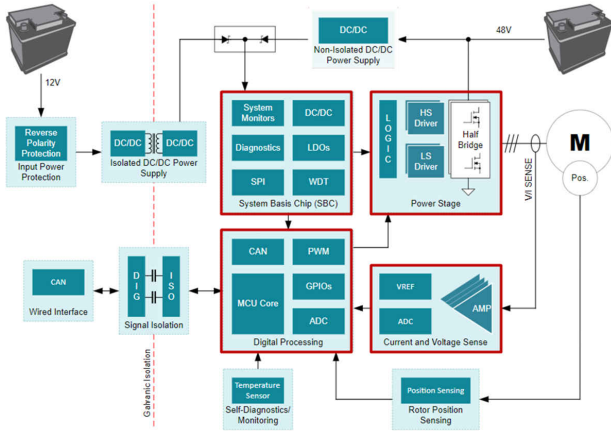 DC/DC
Non-Isolated DC/DC
Power Supply
48V
12V
Reverse
Polarity
Protection
Input Power
Protection
DC/DC
DC/DC
Isolated DC/DC Power
Supply
System
Monitors
DC/DC
Diagnostics
LDOs
SPI
WDT
System Basis Chip (SBC)
LOGIC
HS
Driver
LS
Driver
Half
Bridge
Power Stage
V/I SENSE
M
Pos.
CAN
Wired Interface
DIG
ISO
Signal Isolation
CAN
PWM
MCU Core
GPIOs
ADC
Digital Processing
VREF
ADC
AMP
Current and Voltage Sense
Galvanic Isolation
Temperature
Sensor
Self-Diagnostics/
Monitoring
Position Sensing
Rotor Position
Sensing